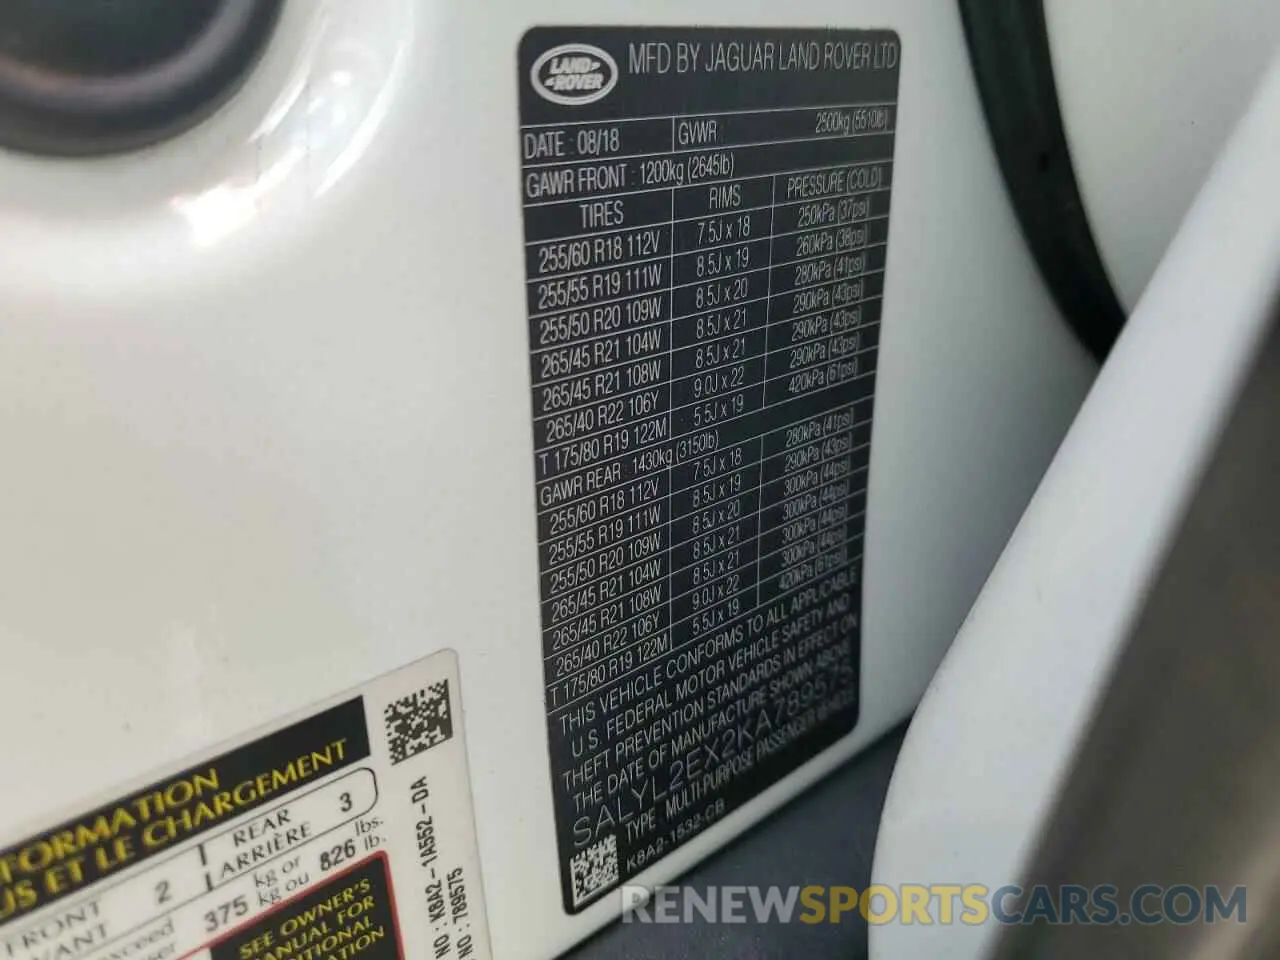 LAND ROVER
MFD BY JAGUAR LAND ROVER LTD
DATE : 08/18 GVWR 2500kg (5510lb)
GAWR FRONT : 1200kg (2645lb)
TIRES RIMS PRESSURE (COLD)
255/60 R18 112V 7.5J x 18 250kPa (37psi)
255/55 R19 111W 8.5J x 19 260kPa (38psi)
255/50 R20 109W 8.5J x 20 280kPa (41psi)
265/45 R21 104W 8.5J x 21 290kPa (43psi)
265/45 R21 108W 8.5J x 21 290kPa (43psi)
265/40 R22 106Y 9.0J x 22 290kPa (43psi)
T 175/80 R19 122M 5.5J x 19 420kPa (61psi)
GAWR REAR : 1430kg (3150lb)
255/60 R18 112V 7.5J x 18 280kPa (41psi)
255/55 R19 111W 8.5J x 19 290kPa (43psi)
255/50 R20 109W 8.5J x 20 300kPa (44psi)
265/45 R21 104W 8.5J x 21 300kPa (44psi)
265/45 R21 108W 8.5J x 21 300kPa (44psi)
265/40 R22 106Y 9.0J x 22 300kPa (44psi)
T 175/80 R19 122M 5.5J x 19 420kPa (61psi)
THIS VEHICLE CONFORMS TO ALL APPLICABLE
U.S. FEDERAL MOTOR VEHICLE SAFETY AND
THEFT PREVENTION STANDARDS IN EFFECT ON
THE DATE OF MANUFACTURE SHOWN ABOVE
SALYL2EX2KA789575
TYPE : MULTI-PURPOSE PASSENGER VEHICLE
K8A2-1532-CB
FORMATION
US ET LE CHARGEMENT
FRONT 2 REAR 3
VANT ARRIÈRE
exceed 375 kg or 826 lbs.
ser kg ou lb.
SEE OWNER'S
MANUAL FOR
DITIONAL
MATION
NO : K8A2-1A552-DA
NO : 789575
RENEWSPORTSCARS.COM